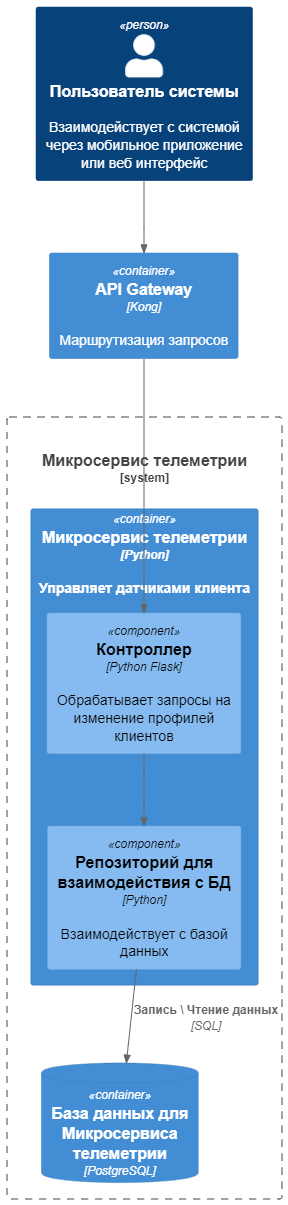 «person»
Пользователь системы
Взаимодействует с системой
через мобильное приложение
или веб интерфейс
«container»
API Gateway
[Kong]
Маршрутизация запросов
Микросервис телеметрии
[system]
«container»
Микросервис телеметрии
[Python]
Управляет датчиками клиента
«component»
Контроллер
[Python Flask]
Обрабатывает запросы на
изменение профилей
клиентов
«component»
Репозиторий для
взаимодействия с БД
[Python]
Взаимодействует с базой
данных
Запись \ Чтение данных
[SQL]
«container»
База данных для
Микросервиса
телеметрии
[PostgreSQL]